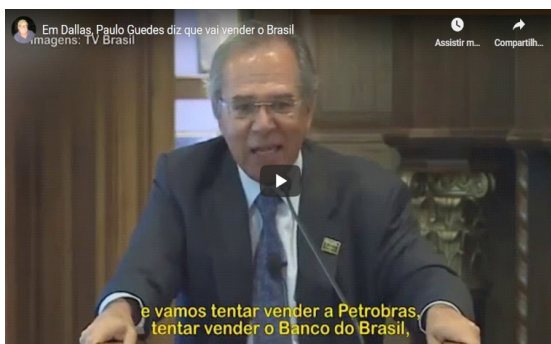 Em Dallas, Paulo Guedes diz que vai vender o Brasil
Imagens: TV Brasil
Assistir m...
Compartilh...
e vamos tentar vender a Petrobras,
tentar vender o Banco do Brasil,